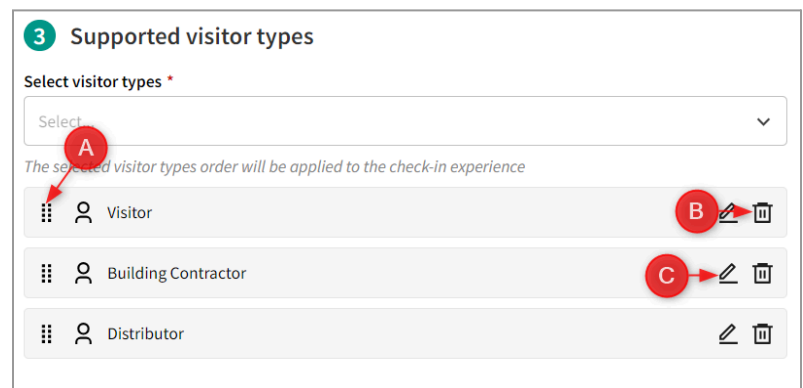 3 Supported visitor types
Select visitor types *
Select...
A
The selected visitor types order will be applied to the check-in experience
Visitor
B
Building Contractor
C
Distributor